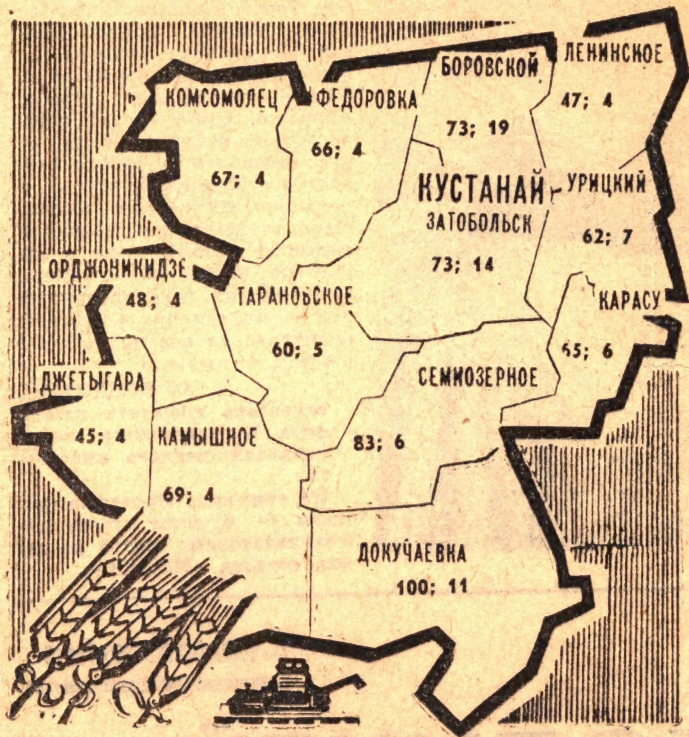 ЛЕНИНСКОЕ
47; 4
БОРОВСКОЙ
73; 19
КОМСОМОЛЕЦ
67; 4
ФЕДОРОВКА
66; 4
КУСТАНАЙ
ЗАТОБОЛЬСК
73; 14
УРИЦКИЙ
62; 7
ОРДЖОНИКИДЗЕ
48; 4
ТАРАНОВСКОЕ
60; 5
КАРАСУ
65; 6
ДЖЕТЫГАРА
45; 4
КАМЫШНОЕ
69; 4
СЕМИОЗЕРНОЕ
83; 6
ДОКУЧАЕВКА
100; 11